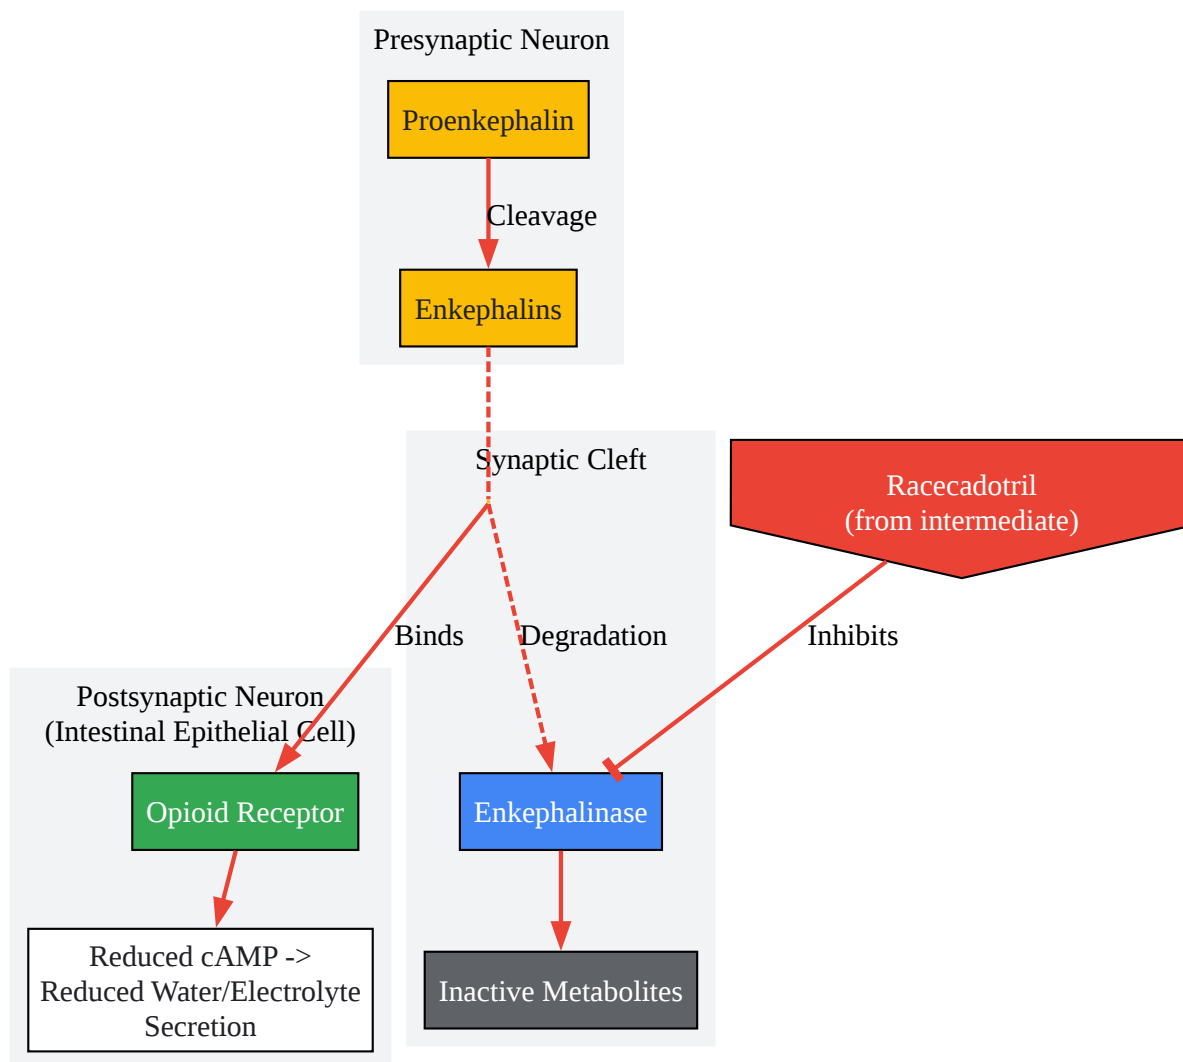 Presynaptic Neuron
Proenkephalin
Cleavage
Enkephalins
Synaptic Cleft
Racecadotril
(from intermediate)
Binds
Degradation
Inhibits
Postsynaptic Neuron
(Intestinal Epithelial Cell)
Opioid Receptor
Enkephalinase
Reduced cAMP ->
Reduced Water/Electrolyte
Secretion
Inactive Metabolites